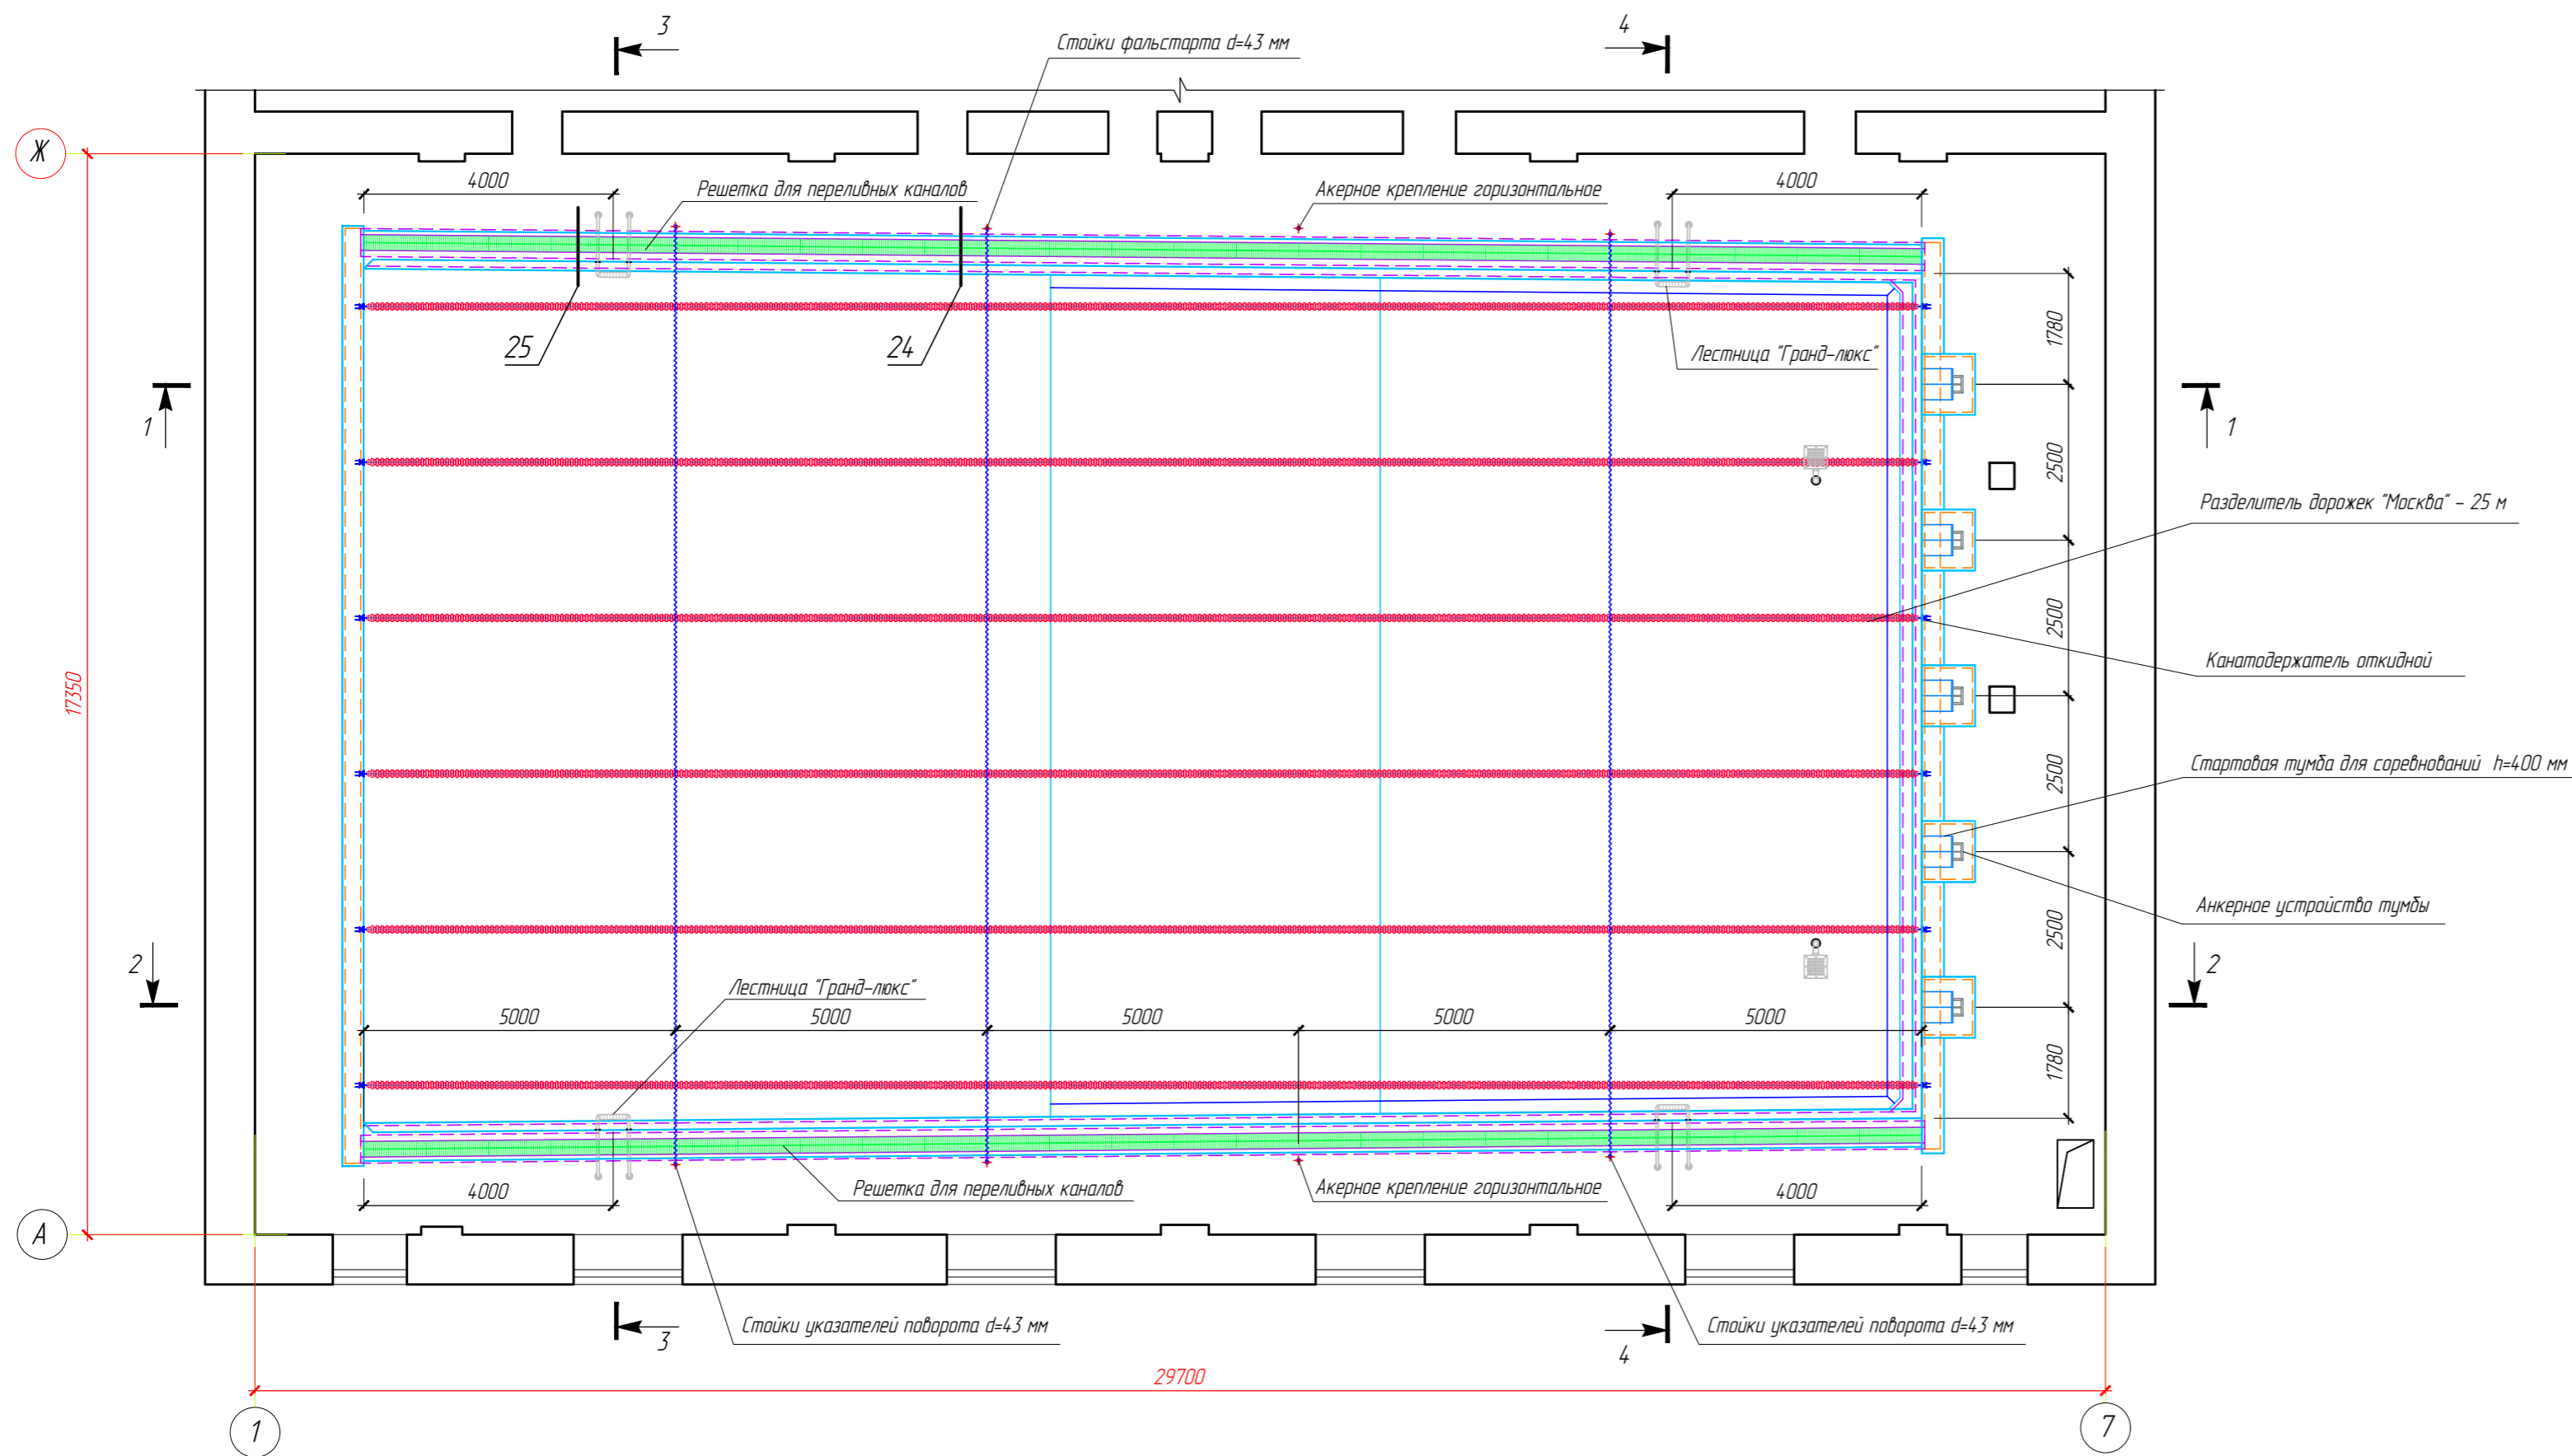 3
4
Стойки фальстарта d=43 мм
Ж
4000
Решетка для переливных каналов
Акерное крепление горизонтальное
4000
25
24
Лестница "Гранд-люкс"
1780
1
1
2500
Разделитель дорожек "Москва" - 25 м
2500
Канатодержатель откидной
17350
2500
Стартовая тумба для соревнований h=400 мм
Анкерное устройство тумбы
2500
2
2
Лестница "Гранд-люкс"
5000
5000
5000
5000
5000
1780
4000
Решетка для переливных каналов
Акерное крепление горизонтальное
4000
А
3
Стойки указателей поворота d=43 мм
4
Стойки указателей поворота d=43 мм
29700
1
7